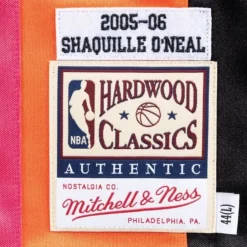 2005-06
SHAQUILLE O'NEAL
HARDWOOD
NBA
CLASSICS
AUTHENTIC
NOSTALGIA CO.
Mitchell & Ness
PHILADELPHIA, PA.
44(L)